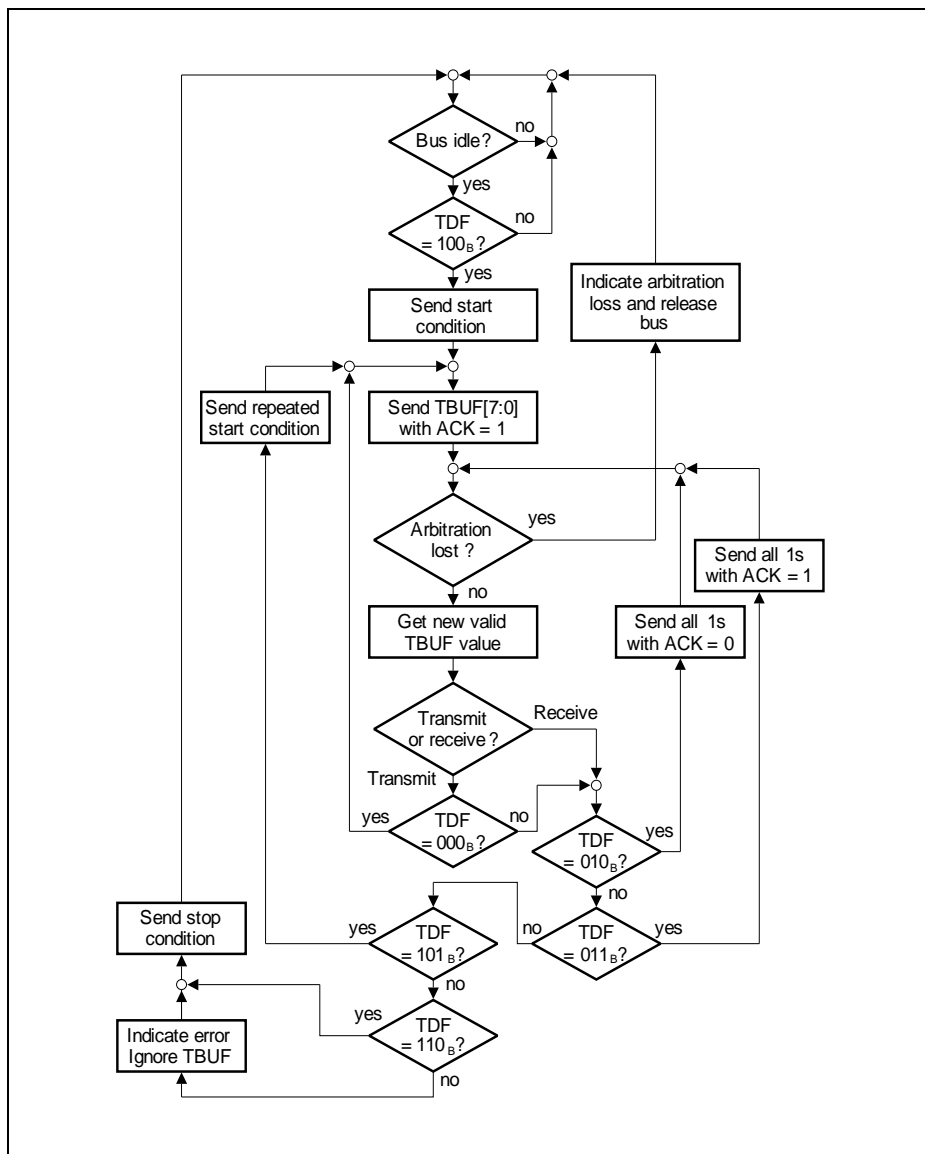 Bus idle?
no
yes
TDF
= 100B?
no
yes
Send start
condition
Indicate arbitration
loss and release
bus
Send repeated
start condition
Send TBUF[7:0]
with ACK = 1
Arbitration
lost ?
yes
no
Send all 1s
with ACK = 1
Get new valid
TBUF value
Send all 1s
with ACK = 0
Transmit
or receive ?
Receive
Transmit
yes
TDF
= 000B?
no
TDF
= 010B?
yes
no
Send stop
condition
yes
TDF
= 101B?
no
no
TDF
= 011B?
yes
yes
TDF
= 110B?
no
Indicate error
Ignore TBUF